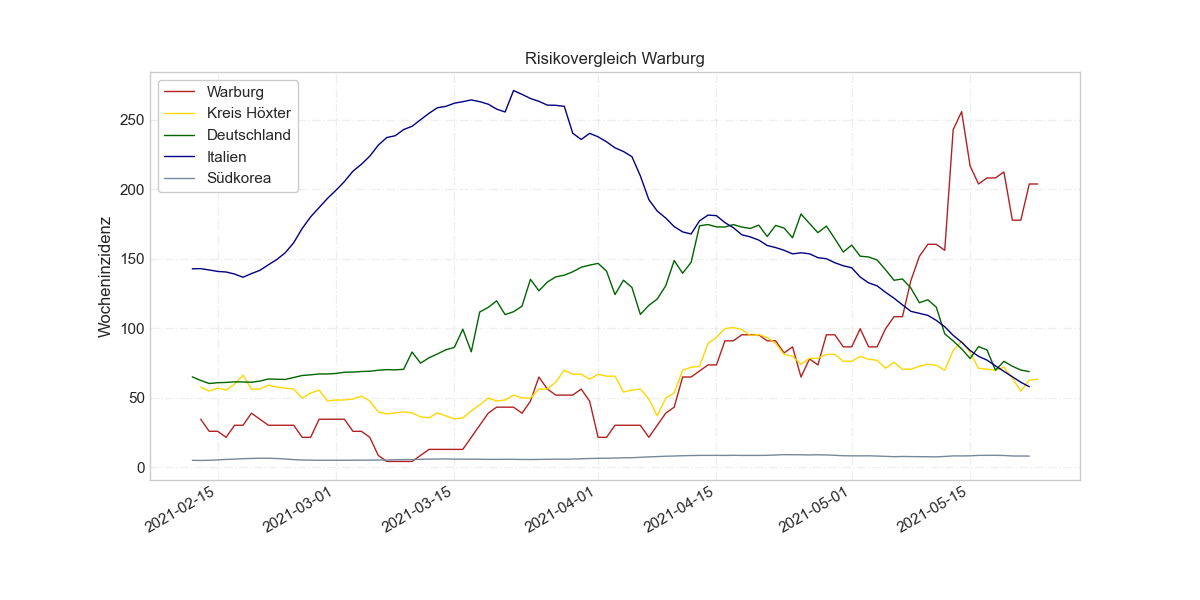 Risikovergleich Warburg
Warburg
Kreis Höxter
Deutschland
Italien
Südkorea
Wocheninzidenz
250
200
150
100
50
0
2021-02-15
2021-03-01
2021-03-15
2021-04-01
2021-04-15
2021-05-01
2021-05-15